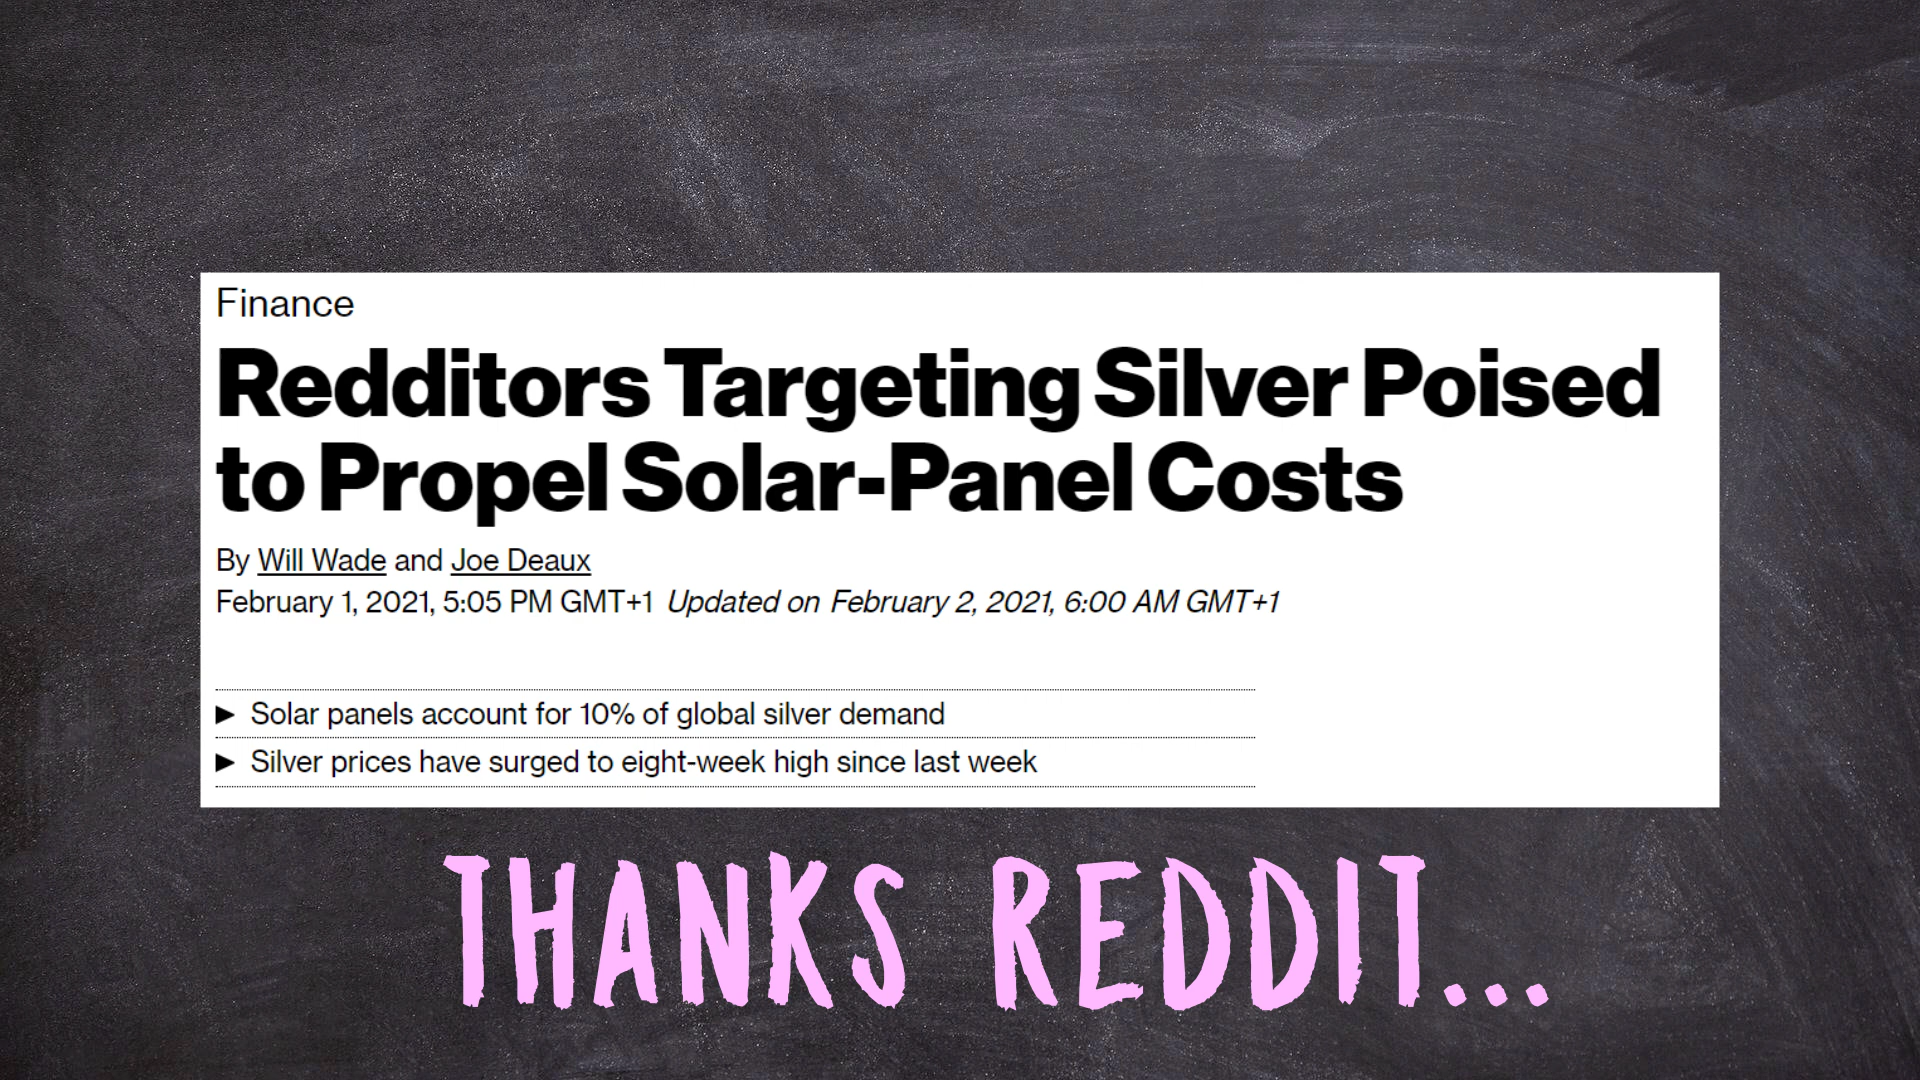 Finance
Redditors Targeting Silver Poised
to Propel Solar-Panel Costs
By Will Wade and Joe Deaux
February 1, 2021, 5:05 PM GMT+1 Updated on February 2, 2021, 6:00 AM GMT+1
► Solar panels account for 10% of global silver demand
► Silver prices have surged to eight-week high since last week
THANKS REDDIT...